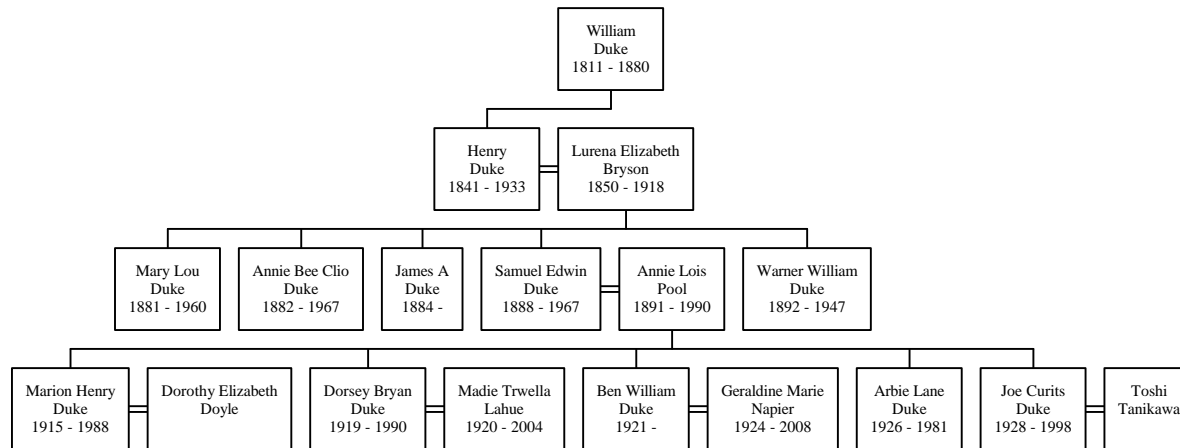 William
Duke
1811 - 1880
Henry
Duke
1841 - 1933
Lurena Elizabeth
Bryson
1850 - 1918
Mary Lou
Duke
1881 - 1960
Annie Bee Clio
Duke
1882 - 1967
James A
Duke
1884 -
Samuel Edwin
Duke
1888 - 1967
Annie Lois
Pool
1891 - 1990
Warner William
Duke
1892 - 1947
Marion Henry
Duke
1915 - 1988
Dorothy Elizabeth
Doyle
Dorsey Bryan
Duke
1919 - 1990
Madie Trwella
Lahue
1920 - 2004
Ben William
Duke
1921 -
Geraldine Marie
Napier
1924 - 2008
Arbie Lane
Duke
1926 - 1981
Joe Curits
Duke
1928 - 1998
Toshi
Tanikawa